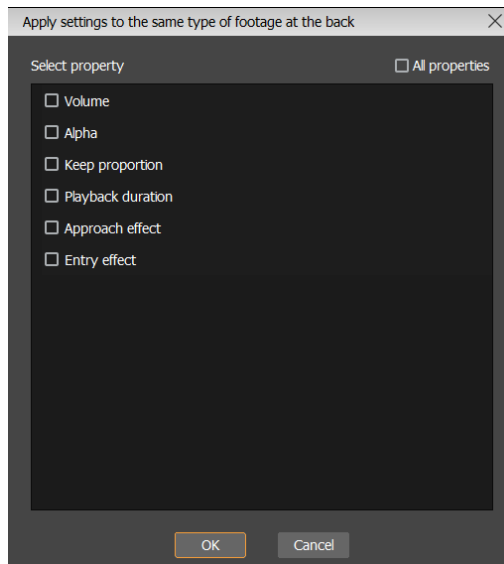 Apply settings to the same type of footage at the back
Select property All properties
Volume
Alpha
Keep proportion
Playback duration
Approach effect
Entry effect
OK Cancel